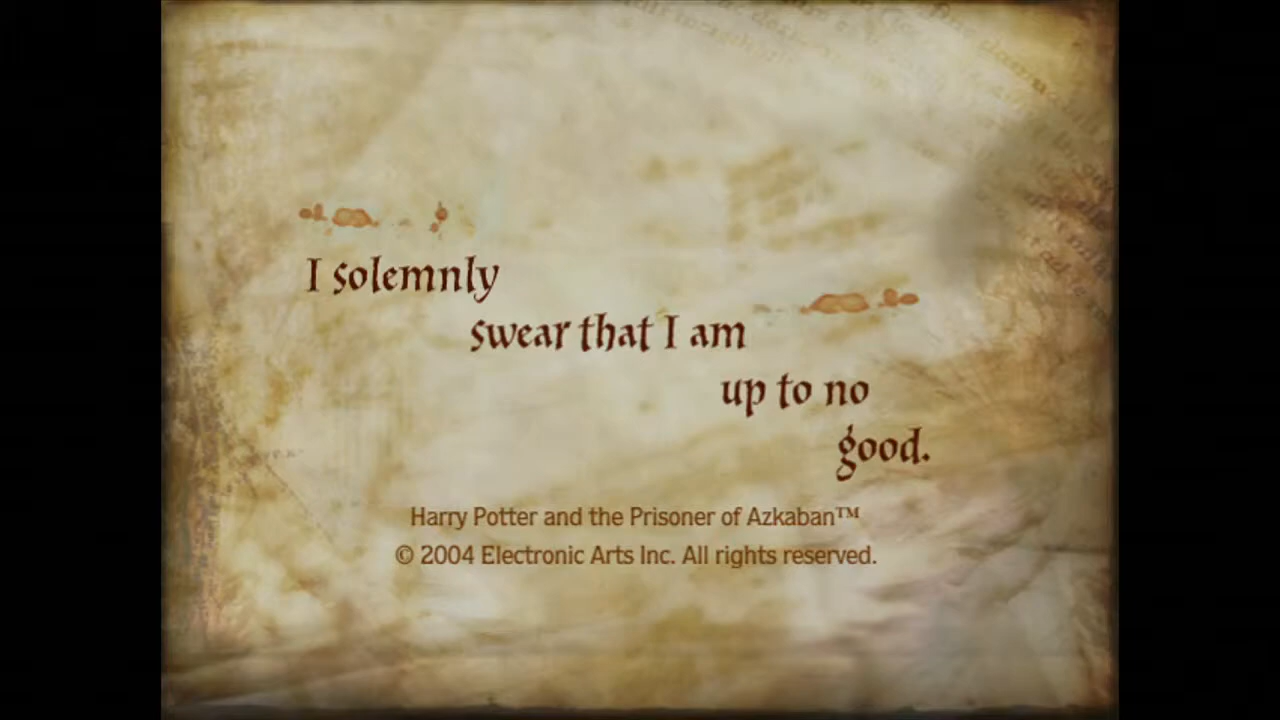 I solemnly
swear that I am
up to no
good.
Harry Potter and the Prisoner of Azkaban™
© 2004 Electronic Arts Inc. All rights reserved.